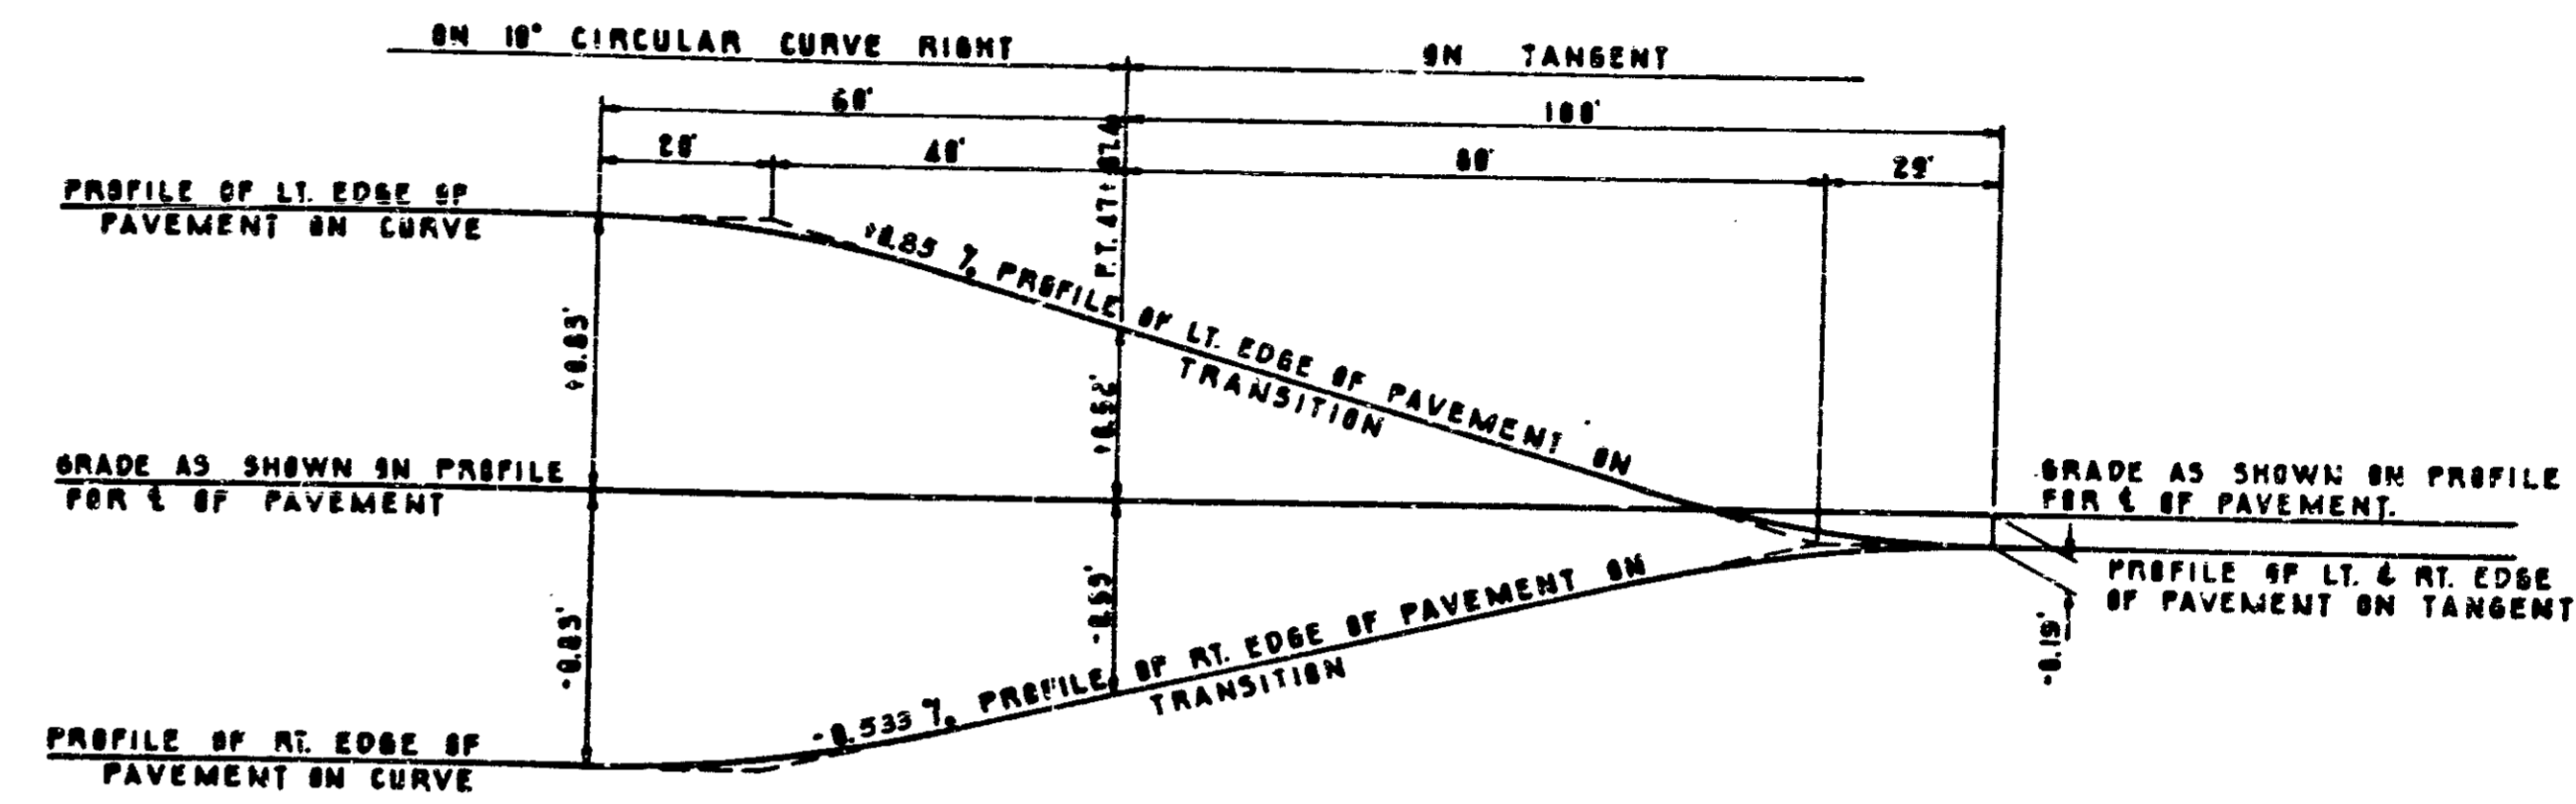 ON 10° CIRCULAR CURVE RIGHT
ON TANGENT
60'
100'
20'
40'
80'
20'
P.T. 47+87.4
PROFILE OF LT. EDGE OF
PAVEMENT ON CURVE
+0.85 % PROFILE OF LT. EDGE OF PAVEMENT ON
TRANSITION
+0.83'
+0.52'
GRADE AS SHOWN ON PROFILE
FOR ℄ OF PAVEMENT
GRADE AS SHOWN ON PROFILE
FOR ℄ OF PAVEMENT.
PROFILE OF LT. & RT. EDGE
OF PAVEMENT ON TANGENT
-0.83'
-0.15'
-0.533 % PROFILE OF RT. EDGE OF PAVEMENT ON
TRANSITION
PROFILE OF RT. EDGE OF
PAVEMENT ON CURVE